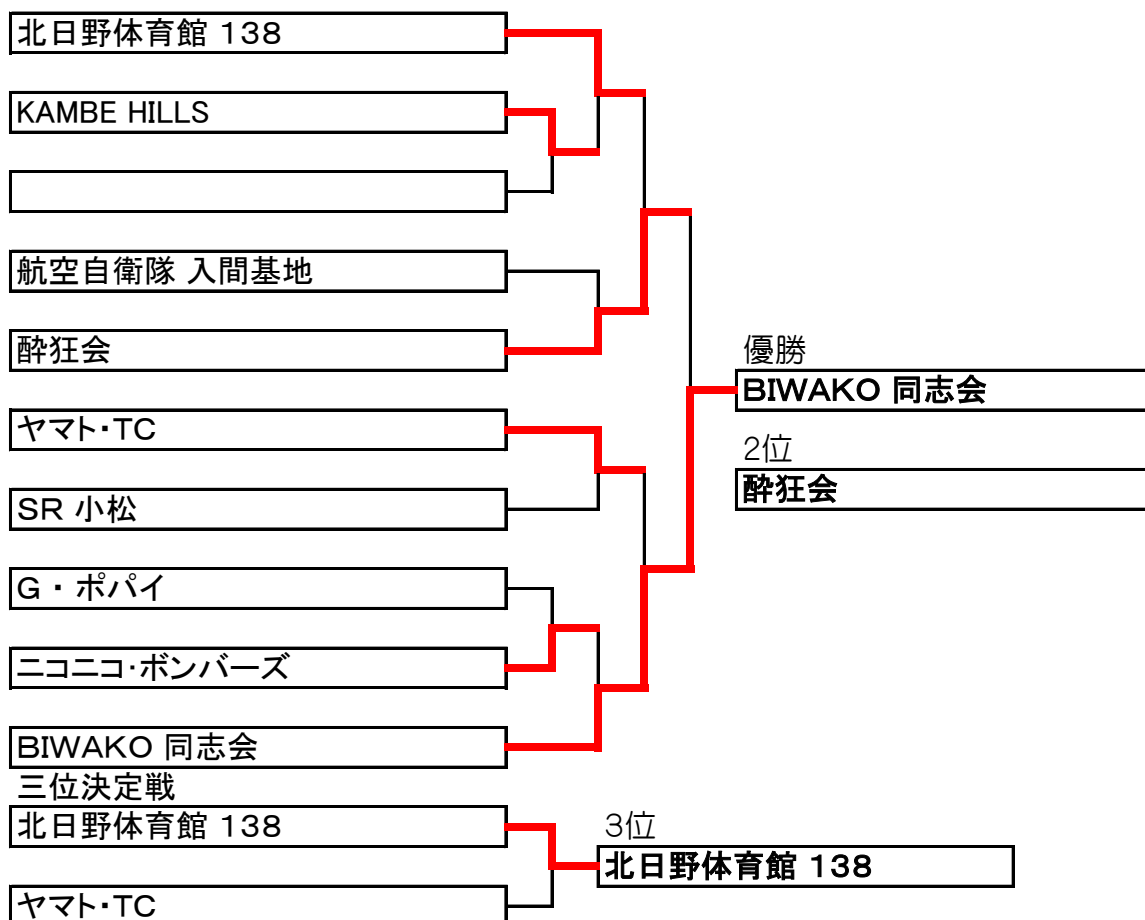 北日野体育館 138
KAMBE HILLS
航空自衛隊 入間基地
酔狂会
ヤマト・TC
SR 小松
G ・ ポパイ
ニコニコ・ボンバーズ
BIWAKO 同志会
優勝
BIWAKO 同志会
2位
酔狂会
三位決定戦
北日野体育館 138
ヤマト・TC
3位
北日野体育館 138